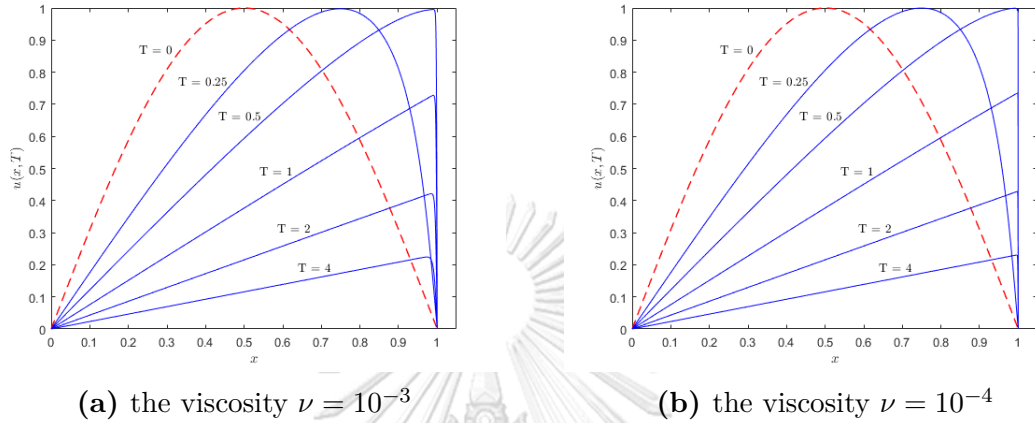 1
0.9
0.8
0.7
0.6
0.5
0.4
0.3
0.2
0.1
0
u(x, T)
T = 0
T = 0.25
T = 0.5
T = 1
T = 2
T = 4
0 0.1 0.2 0.3 0.4 0.5 0.6 0.7 0.8 0.9 1
x
(a) the viscosity ν = 10⁻³
1
0.9
0.8
0.7
0.6
0.5
0.4
0.3
0.2
0.1
0
u(x, T)
T = 0
T = 0.25
T = 0.5
T = 1
T = 2
T = 4
0 0.1 0.2 0.3 0.4 0.5 0.6 0.7 0.8 0.9 1
x
(b) the viscosity ν = 10⁻⁴